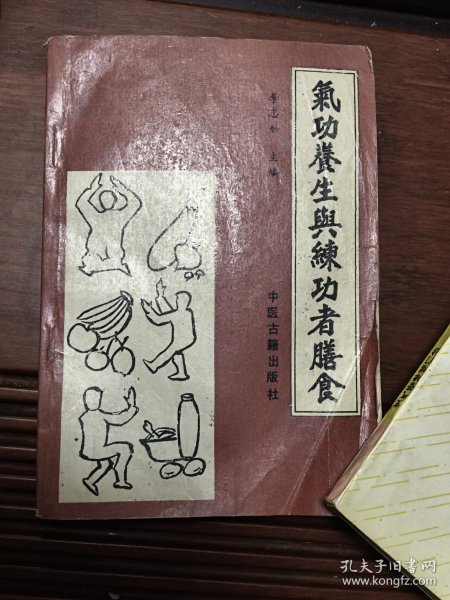 氣功養生與練功者膳食
李志如 主编
中医古籍出版社
孔夫子旧书网
www.kongfz.com